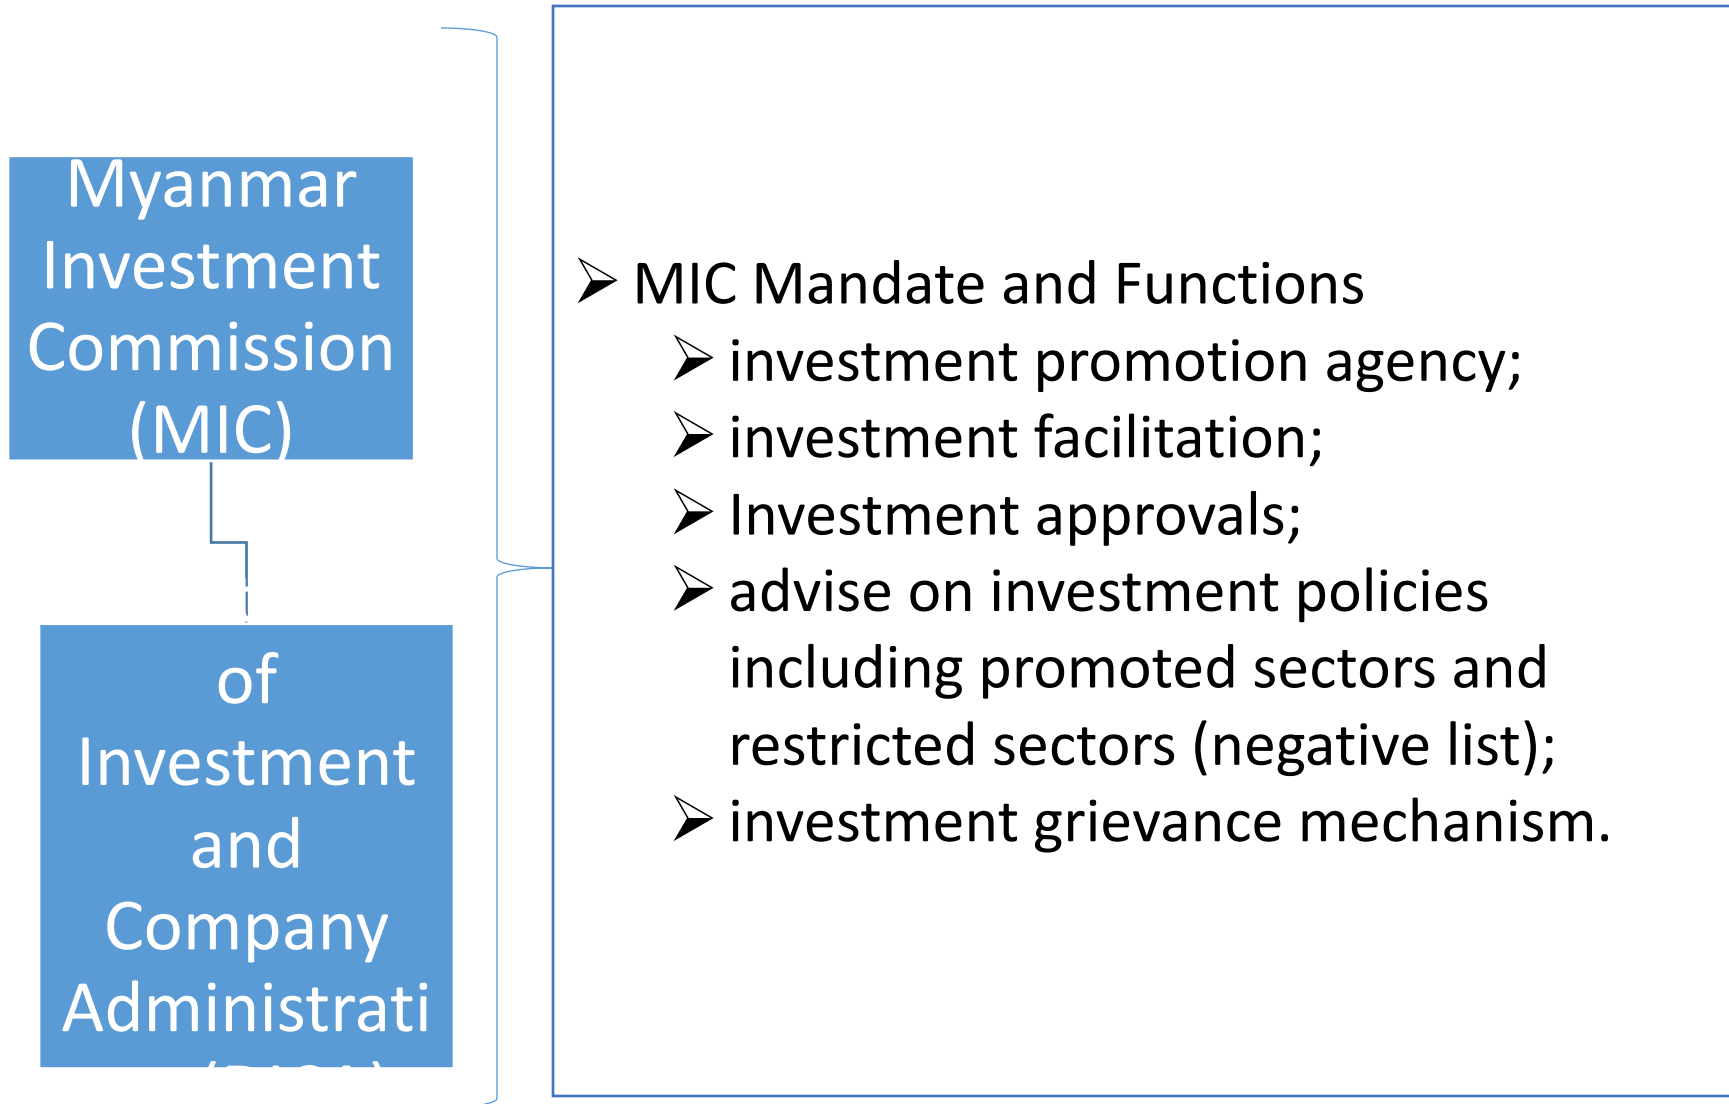 Myanmar
Investment
Commission
(MIC)
of
Investment
and
Company
Administrati
(DICA)
➢ MIC Mandate and Functions
➢ investment promotion agency;
➢ investment facilitation;
➢ Investment approvals;
➢ advise on investment policies
including promoted sectors and
restricted sectors (negative list);
➢ investment grievance mechanism.